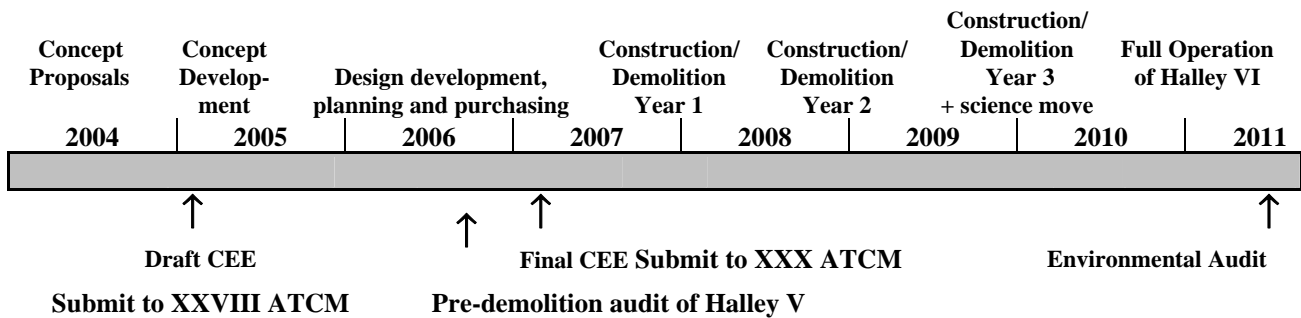 Construction/
Concept Concept Construction/ Construction/ Demolition Full Operation
Proposals Develop- Design development, Demolition Demolition Year 3 of Halley VI
ment planning and purchasing Year 1 Year 2 + science move
2004 2005 2006 2007 2008 2009 2010 2011
Draft CEE Final CEE Submit to XXX ATCM Environmental Audit
Submit to XXVIII ATCM Pre-demolition audit of Halley V